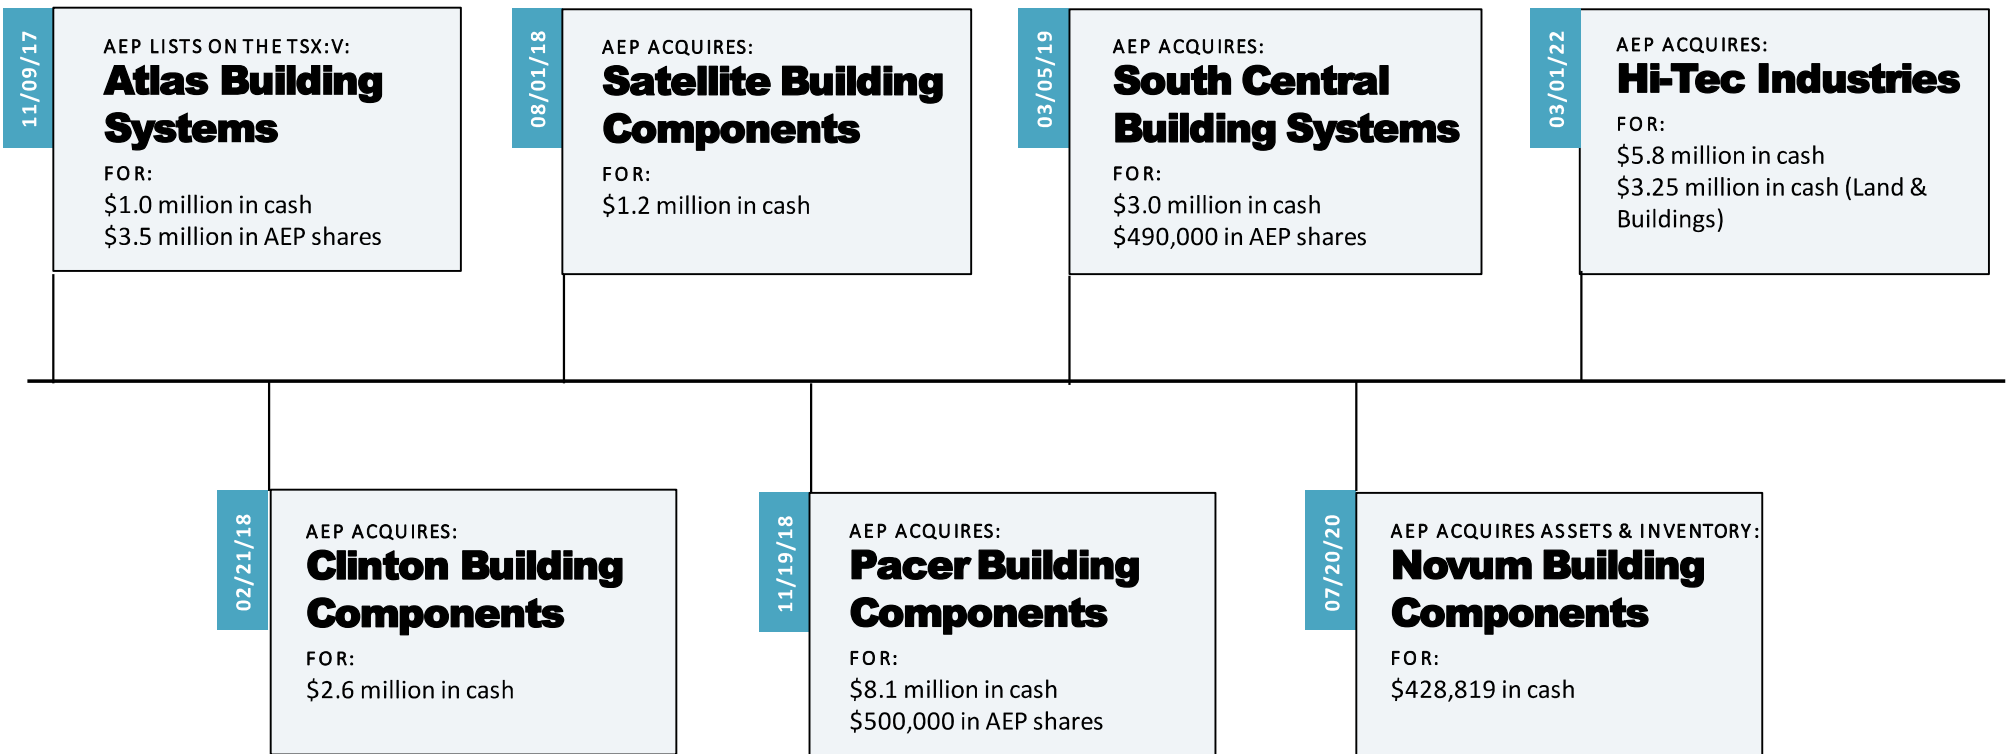 11/09/17
AEP LISTS ON THE TSX:V:
Atlas Building
Systems
FOR:
$1.0 million in cash
$3.5 million in AEP shares
08/01/18
AEP ACQUIRES:
Satellite Building
Components
FOR:
$1.2 million in cash
03/05/19
AEP ACQUIRES:
South Central
Building Systems
FOR:
$3.0 million in cash
$490,000 in AEP shares
03/01/22
AEP ACQUIRES:
Hi-Tec Industries
FOR:
$5.8 million in cash
$3.25 million in cash (Land &
Buildings)
02/21/18
AEP ACQUIRES:
Clinton Building
Components
FOR:
$2.6 million in cash
11/19/18
AEP ACQUIRES:
Pacer Building
Components
FOR:
$8.1 million in cash
$500,000 in AEP shares
07/20/20
AEP ACQUIRES ASSETS & INVENTORY:
Novum Building
Components
FOR:
$428,819 in cash